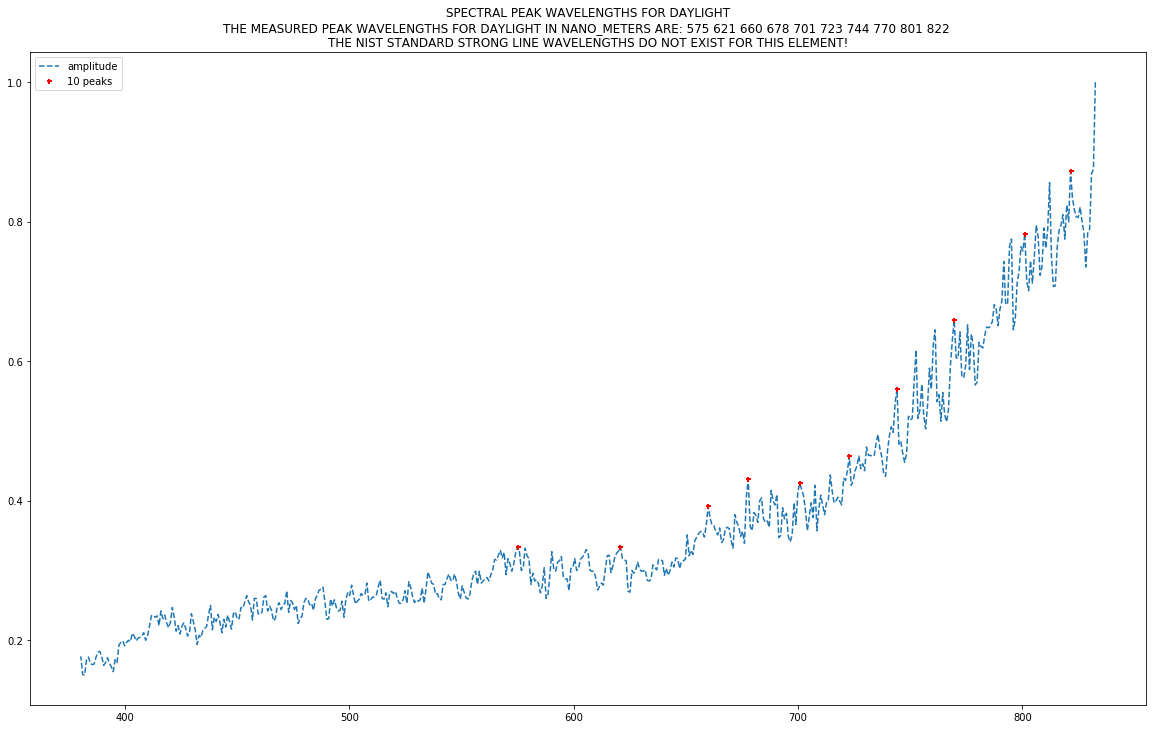 SPECTRAL PEAK WAVELENGTHS FOR DAYLIGHT
THE MEASURED PEAK WAVELENGTHS FOR DAYLIGHT IN NANO_METERS ARE: 575 621 660 678 701 723 744 770 801 822
THE NIST STANDARD STRONG LINE WAVELENGTHS DO NOT EXIST FOR THIS ELEMENT!
amplitude
10 peaks
1.0
0.8
0.6
0.4
0.2
400 500 600 700 800